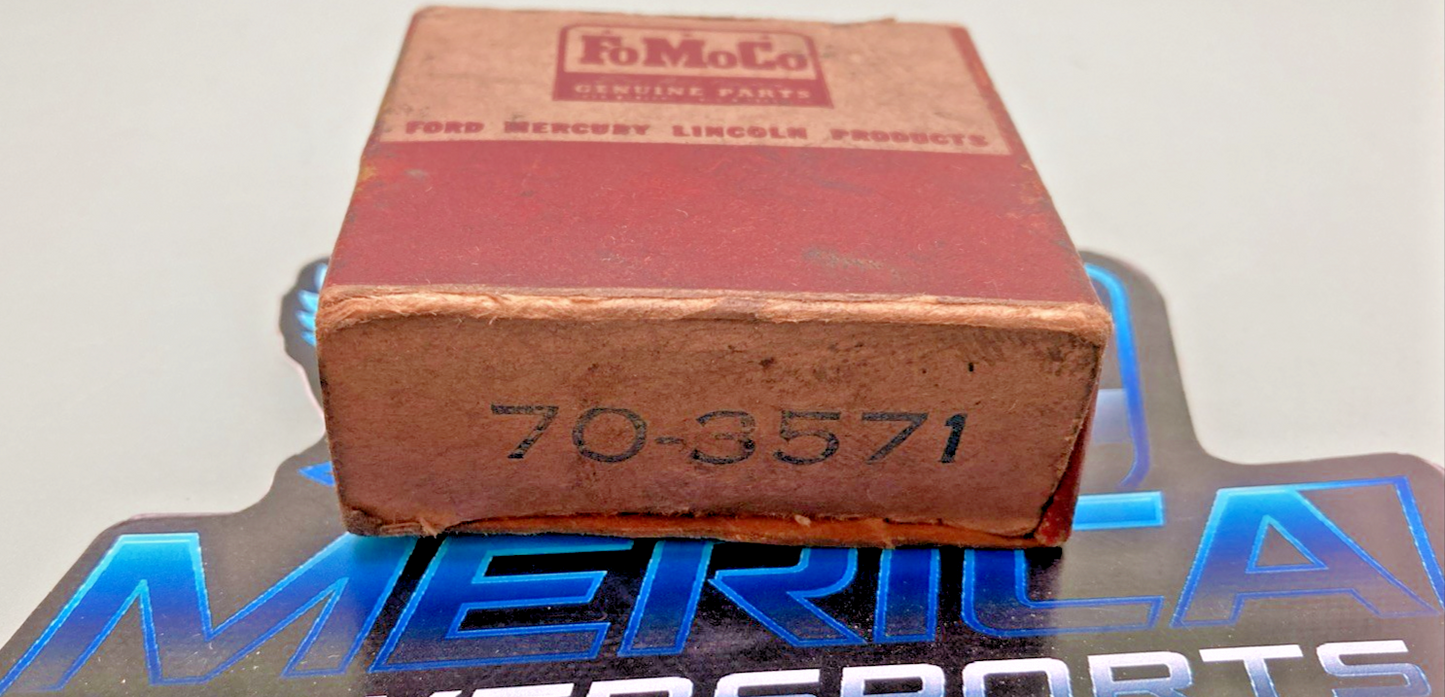 FoMoCo
GENUINE PARTS
FORD MERCURY LINCOLN PRODUCTS
70-3571
MERICA